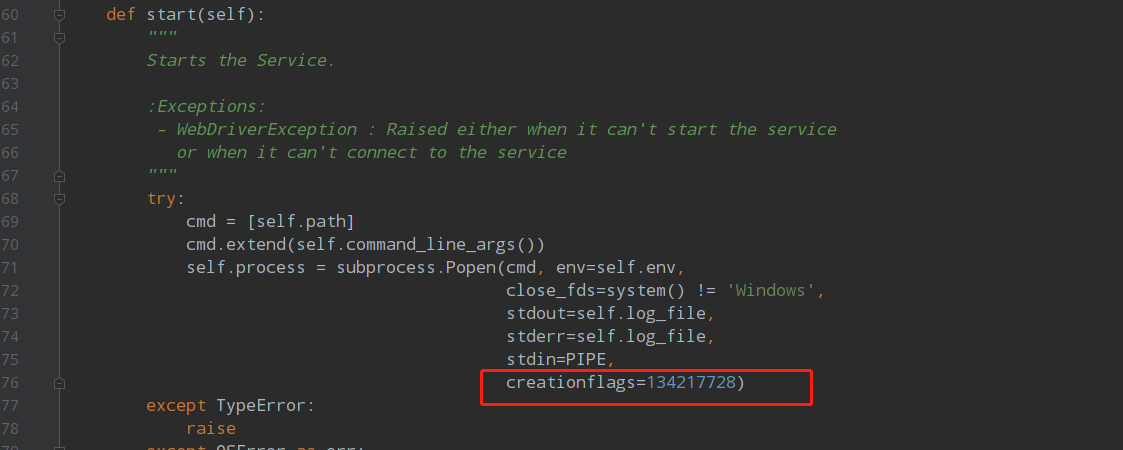 60 def start(self):
61 """
62 Starts the Service.
63
64 :Exceptions:
65 - WebDriverException : Raised either when it can't start the service
66 or when it can't connect to the service
67 """
68 try:
69 cmd = [self.path]
70 cmd.extend(self.command_line_args())
71 self.process = subprocess.Popen(cmd, env=self.env,
72 close_fds=system() != 'Windows',
73 stdout=self.log_file,
74 stderr=self.log_file,
75 stdin=PIPE,
76 creationflags=134217728)
77 except TypeError:
78 raise
79 except OSError as err: